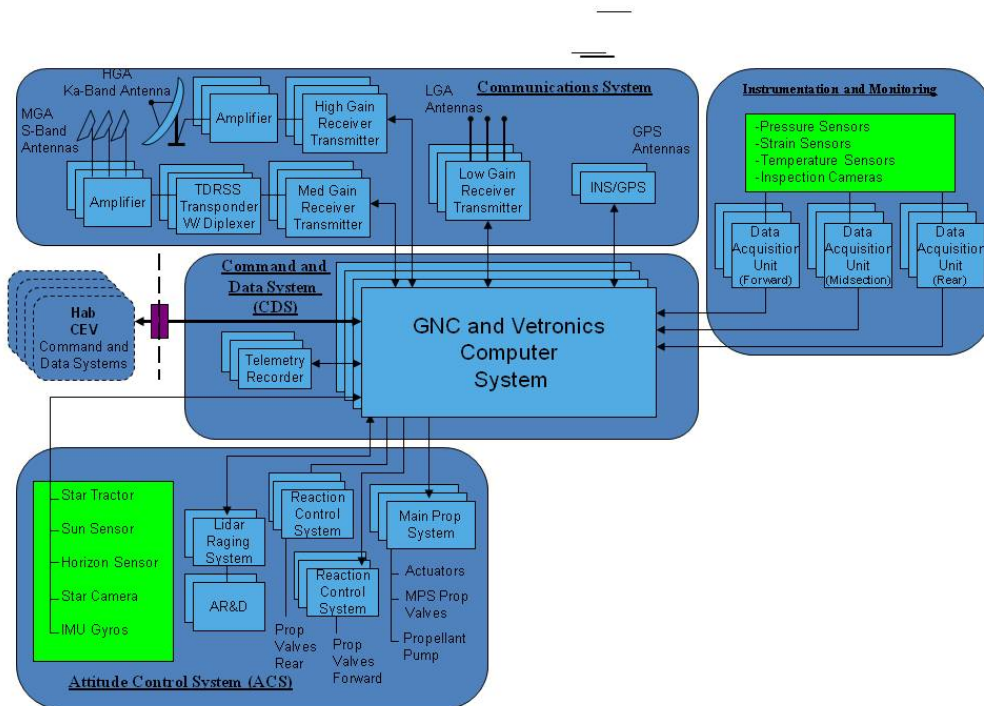 HGA
Ka-Band Antenna
MGA
S-Band
Antennas
Amplifier
High Gain
Receiver
Transmitter
LGA
Antennas
Communications System
GPS
Antennas
Amplifier
TDRSS
Transponder
W/ Diplexer
Med Gain
Receiver
Transmitter
Low Gain
Receiver
Transmitter
INS/GPS
Instrumentation and Monitoring
-Pressure Sensors
-Strain Sensors
-Temperature Sensors
-Inspection Cameras
Data
Acquisition
Unit
(Forward)
Data
Acquisition
Unit
(Midsection)
Data
Acquisition
Unit
(Rear)
Hab
CEV
Command and
Data Systems
Command and
Data System
(CDS)
Telemetry
Recorder
GNC and Vetronics
Computer
System
Star Tractor
Sun Sensor
Horizon Sensor
Star Camera
IMU Gyros
Lidar
Raging
System
AR&D
Reaction
Control
System
Prop
Valves
Rear
Reaction
Control
System
Prop
Valves
Forward
Main Prop
System
Actuators
MPS Prop
Valves
Propellant
Pump
Attitude Control System (ACS)